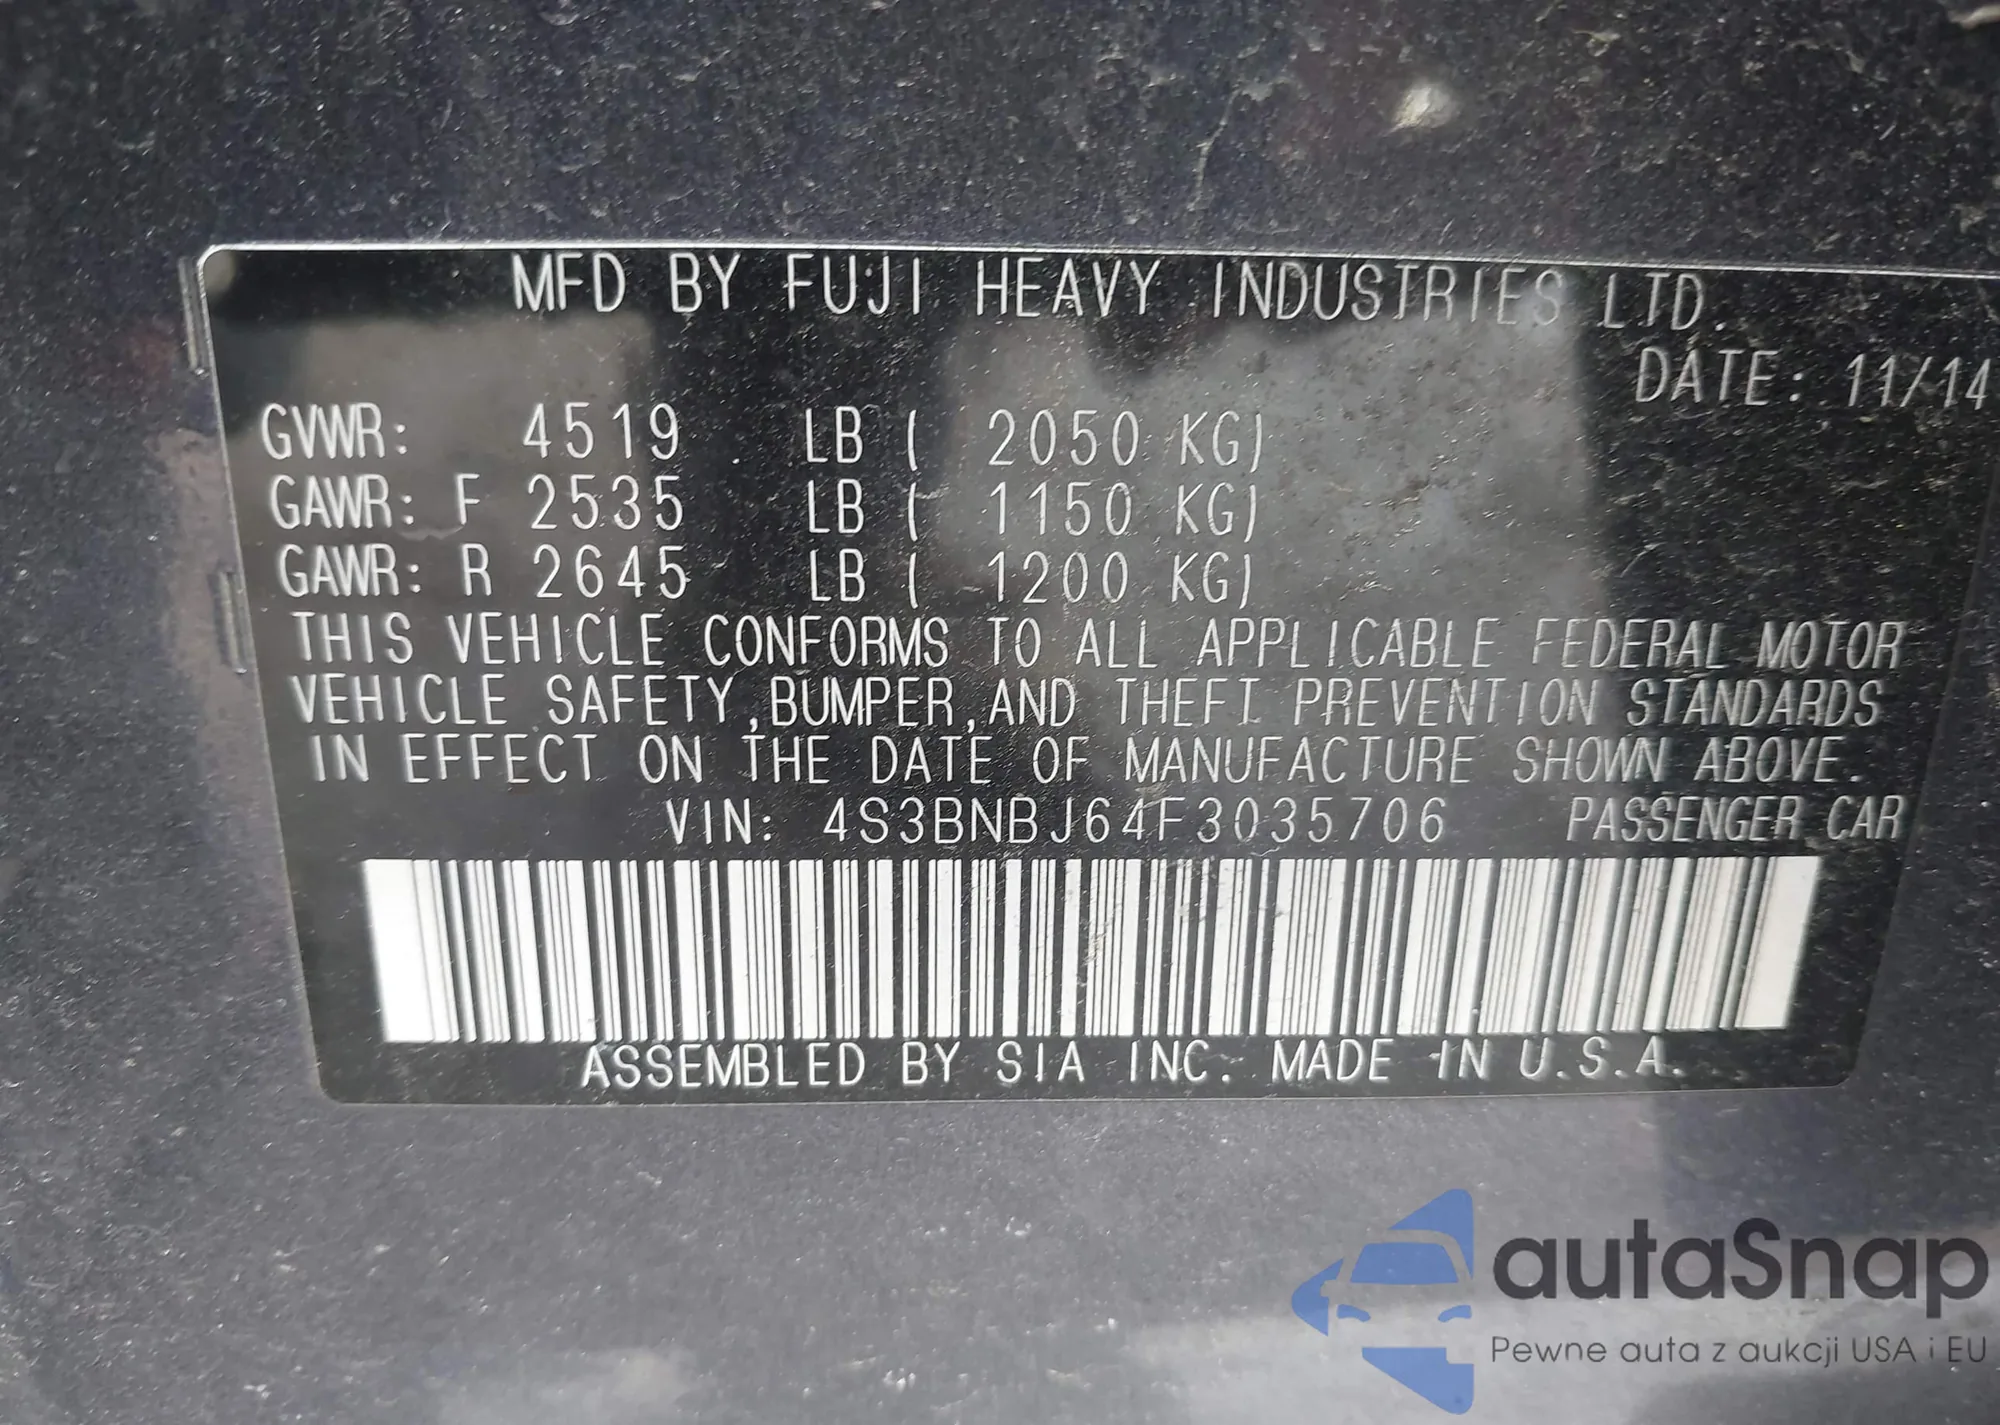 MFD BY FUJI HEAVY INDUSTRIES LTD.
DATE: 11/14
GVWR: 4519 LB ( 2050 KG)
GAWR: F 2535 LB ( 1150 KG)
GAWR: R 2645 LB ( 1200 KG)
THIS VEHICLE CONFORMS TO ALL APPLICABLE FEDERAL MOTOR
VEHICLE SAFETY,BUMPER,AND THEFT PREVENTION STANDARDS
IN EFFECT ON THE DATE OF MANUFACTURE SHOWN ABOVE.
VIN: 4S3BNBJ64F3035706 PASSENGER CAR
ASSEMBLED BY SIA INC. MADE IN U.S.A.
autaSnap
Pewne auta z aukcji USA i EU